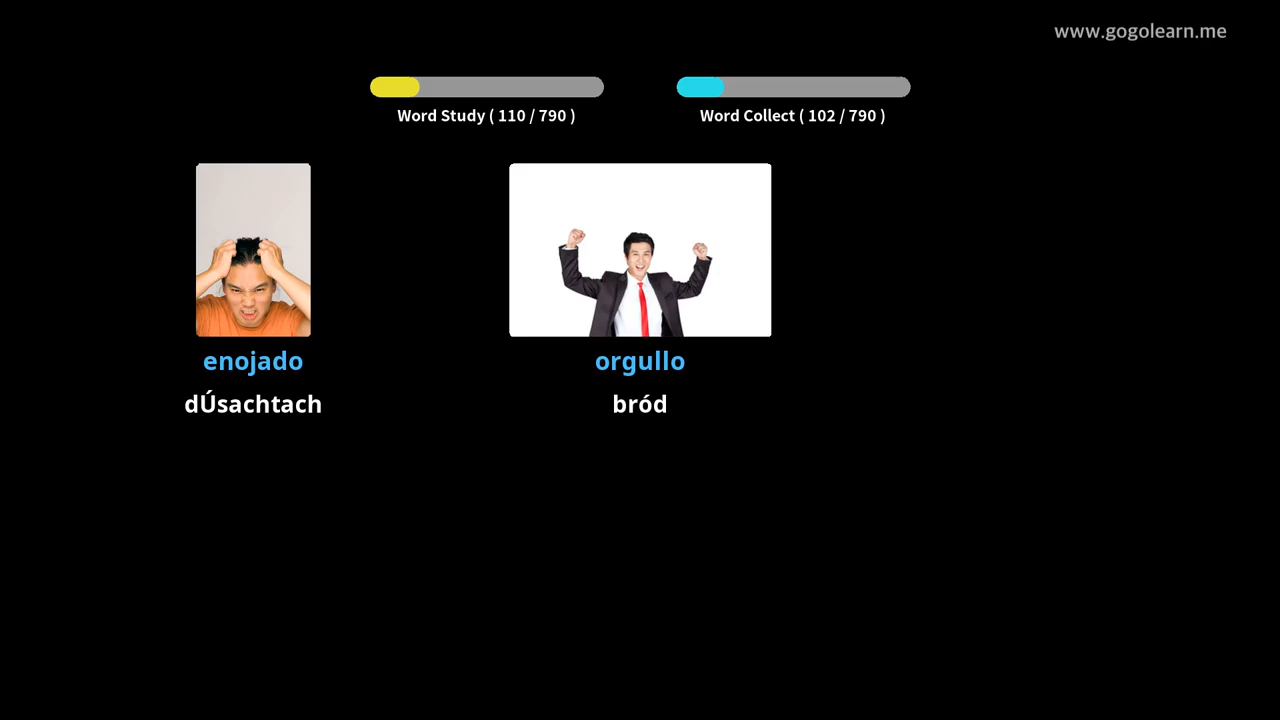 www.gogolearn.me
Word Study ( 110 / 790 )
Word Collect ( 102 / 790 )
enojado
orgullo
dÚsachtach
bród